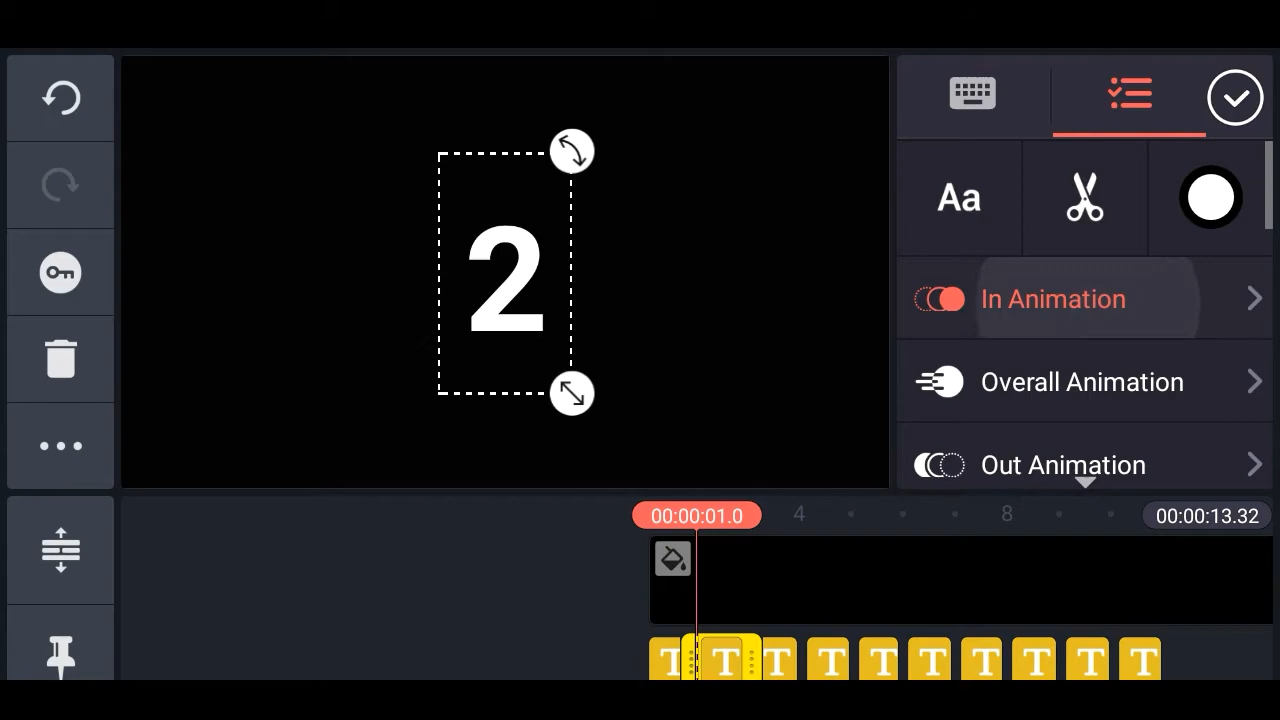 2
Aa
In Animation
Overall Animation
Out Animation
00:00:01.0
4
8
00:00:13.32
T T T T T T T T T T